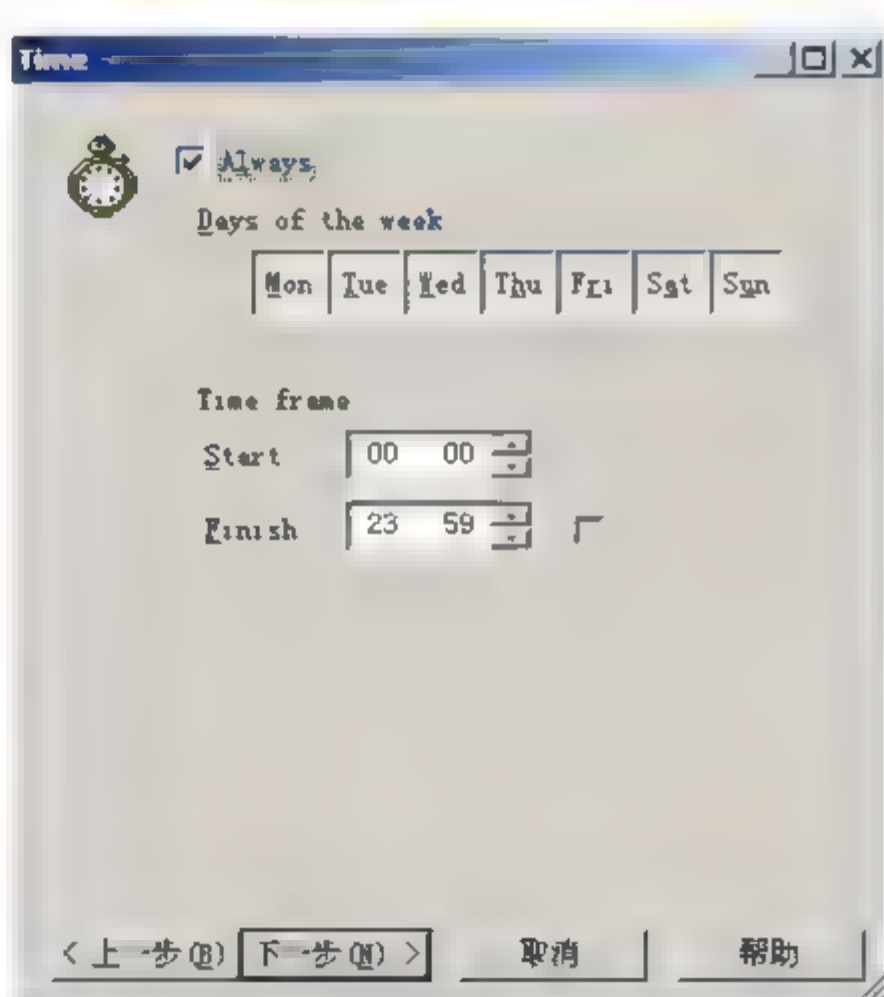 Time
Always
Days of the week
Mon Tue Wed Thu Fri Sat Sun
Time frame
Start 00 00
Finish 23 59
< 上一步(B) 下一步(N) > 取消 帮助